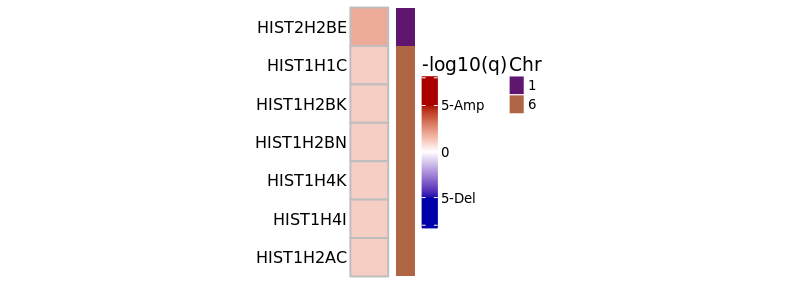 HIST2H2BE
HIST1H1C
HIST1H2BK
HIST1H2BN
HIST1H4K
HIST1H4I
HIST1H2AC
-log10(q)
5-Amp
0
5-Del
Chr
1
6